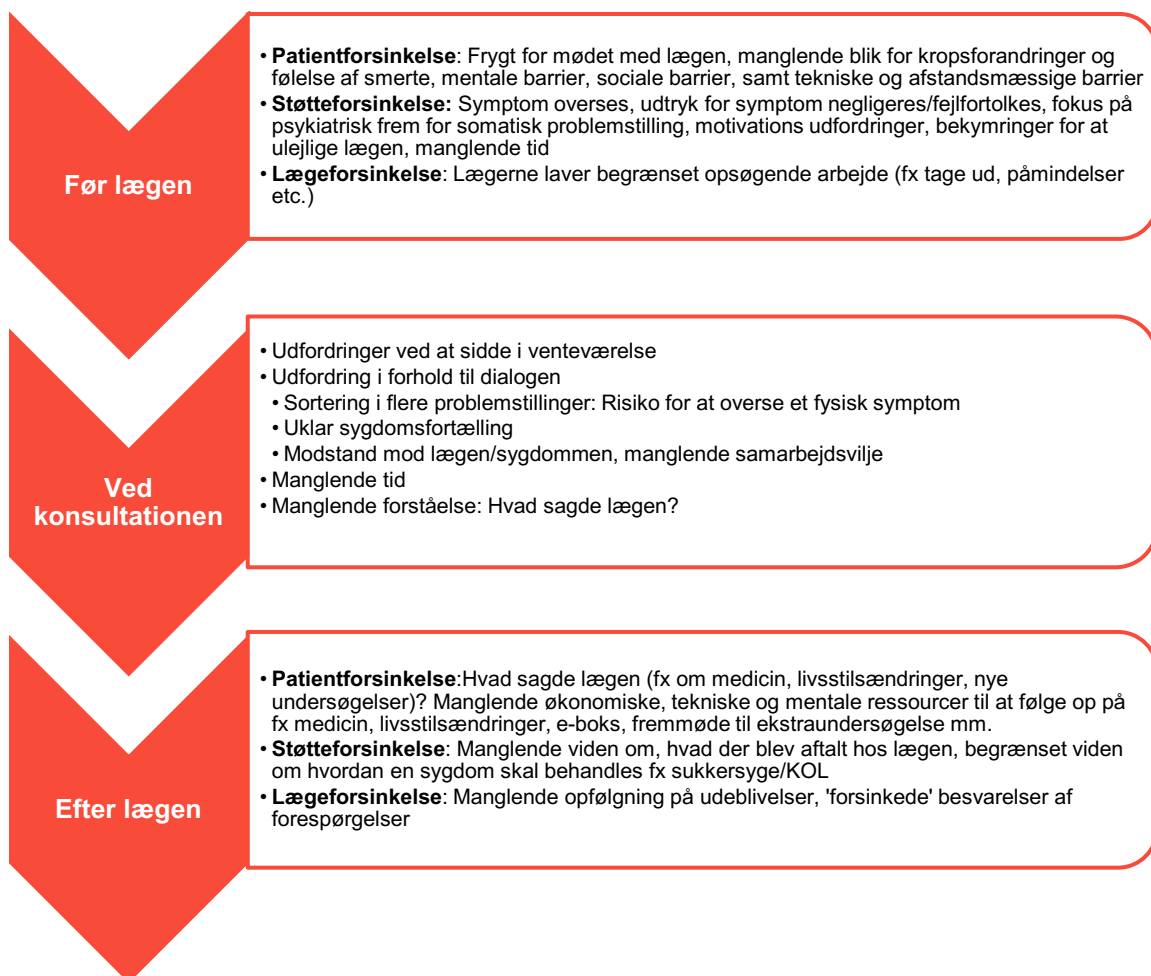 Før lægen
• Patientforsinkelse: Frygt for mødet med lægen, manglende blik for kropsforandringer og
følelse af smerte, mentale barrier, sociale barrier, samt tekniske og afstandsmæssige barrier
• Støtteforsinkelse: Symptom overses, udtryk for symptom negligeres/fejlfortolkes, fokus på
psykiatrisk frem for somatisk problemstilling, motivations udfordringer, bekymringer for at
ulejlige lægen, manglende tid
• Lægeforsinkelse: Lægerne laver begrænset opsøgende arbejde (fx tage ud, påmindelser
etc.)
Ved
konsultationen
• Udfordringer ved at sidde i venteværelse
• Udfordring i forhold til dialogen
• Sortering i flere problemstillinger: Risiko for at overse et fysisk symptom
• Uklar sygdomsfortælling
• Modstand mod lægen/sygdommen, manglende samarbejdsvilje
• Manglende tid
• Manglende forståelse: Hvad sagde lægen?
Efter lægen
• Patientforsinkelse:Hvad sagde lægen (fx om medicin, livsstilsændringer, nye
undersøgelser)? Manglende økonomiske, tekniske og mentale ressourcer til at følge op på
fx medicin, livsstilsændringer, e-boks, fremmøde til ekstraundersøgelse mm.
• Støtteforsinkelse: Manglende viden om, hvad der blev aftalt hos lægen, begrænset viden
om hvordan en sygdom skal behandles fx sukkersyge/KOL
• Lægeforsinkelse: Manglende opfølgning på udeblivelser, 'forsinkede' besvarelser af
forespørgelser